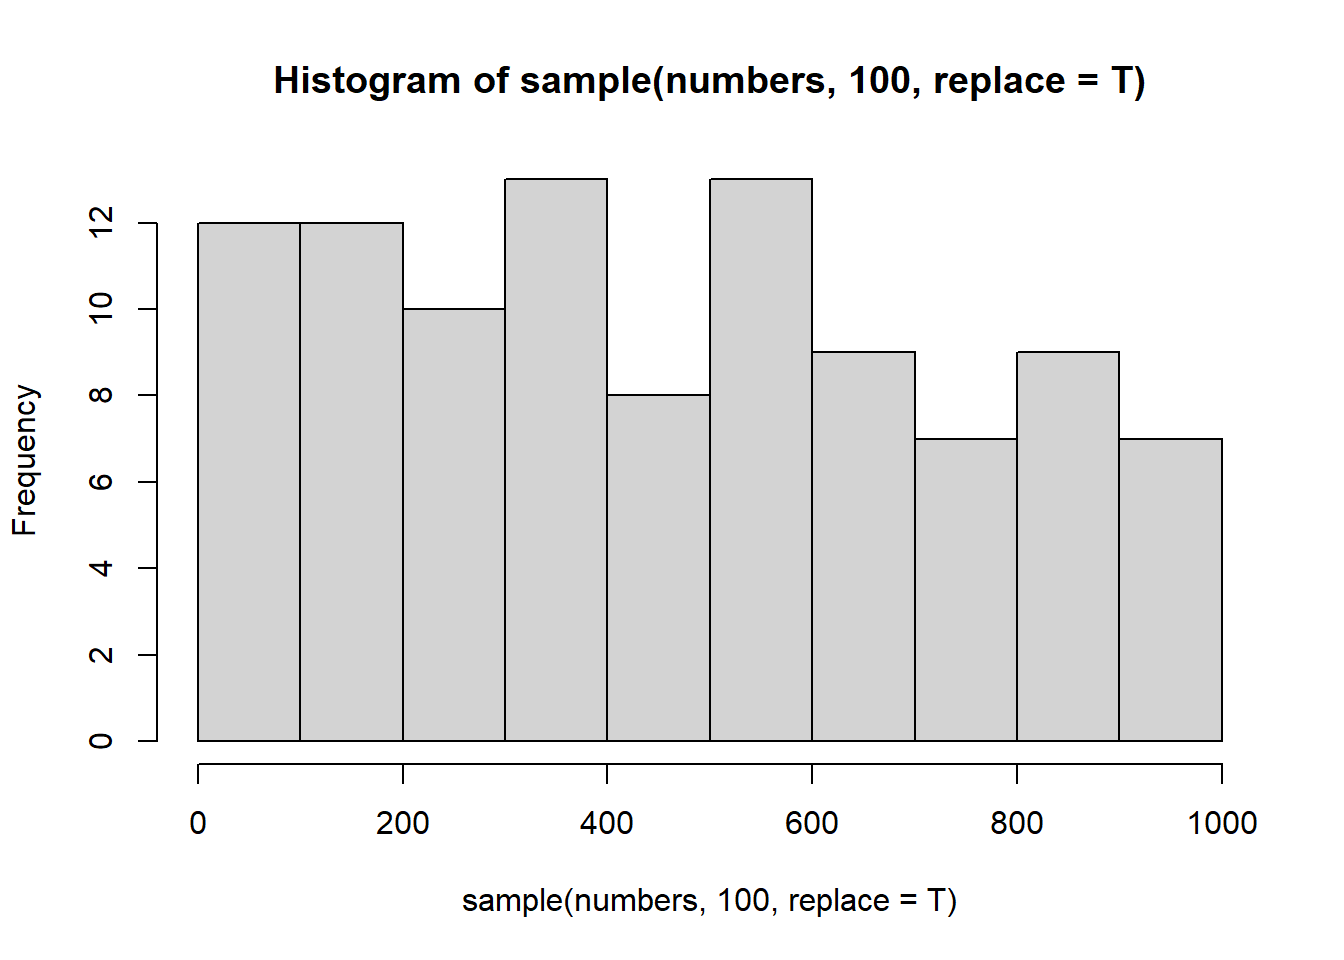 Histogram of sample(numbers, 100, replace = T)
Frequency
12
10
8
6
4
2
0
0 200 400 600 800 1000
sample(numbers, 100, replace = T)